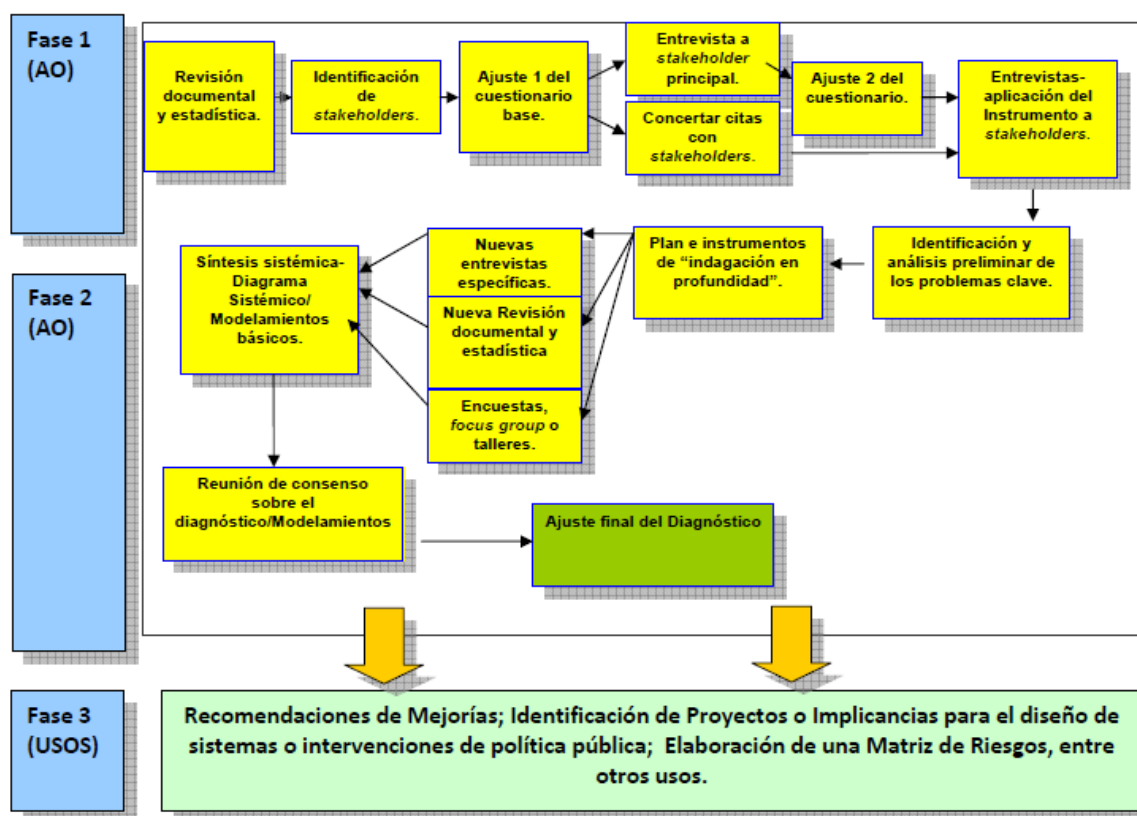 Fase 1
(AO)
Revisión
documental
y estadística.
Identificación
de
stakeholders.
Ajuste 1 del
cuestionario
base.
Entrevista a
stakeholder
principal.
Concertar citas
con
stakeholders.
Ajuste 2 del
cuestionario.
Entrevistas-
aplicación del
Instrumento a
stakeholders.
Fase 2
(AO)
Identificación y
análisis preliminar de
los problemas clave.
Plan e instrumentos
de “indagación en
profundidad”.
Nuevas
entrevistas
específicas.
Nueva Revisión
documental y
estadística
Encuestas,
focus group o
talleres.
Síntesis sistémica-
Diagrama
Sistémico/
Modelamientos
básicos.
Reunión de consenso
sobre el
diagnóstico/Modelamientos
Ajuste final del Diagnóstico
Fase 3
(USOS)
Recomendaciones de Mejorías; Identificación de Proyectos o Implicancias para el diseño de
sistemas o intervenciones de política pública; Elaboración de una Matriz de Riesgos, entre
otros usos.